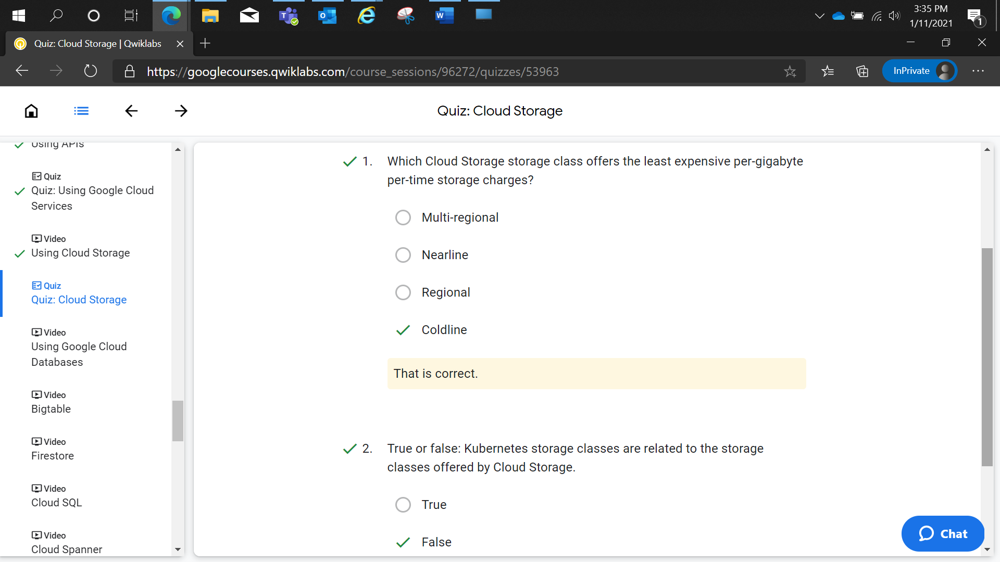 3:35 PM
1/11/2021
1
Quiz: Cloud Storage | Qwiklabs
https://googlecourses.qwiklabs.com/course_sessions/96272/quizzes/53963
InPrivate
Quiz: Cloud Storage
Using APIs
Quiz
Quiz: Using Google Cloud
Services
Video
Using Cloud Storage
Quiz
Quiz: Cloud Storage
Video
Using Google Cloud
Databases
Video
Bigtable
Video
Firestore
Video
Cloud SQL
Video
Cloud Spanner
1. Which Cloud Storage storage class offers the least expensive per-gigabyte
per-time storage charges?
Multi-regional
Nearline
Regional
Coldline
That is correct.
2. True or false: Kubernetes storage classes are related to the storage
classes offered by Cloud Storage.
True
False
Chat